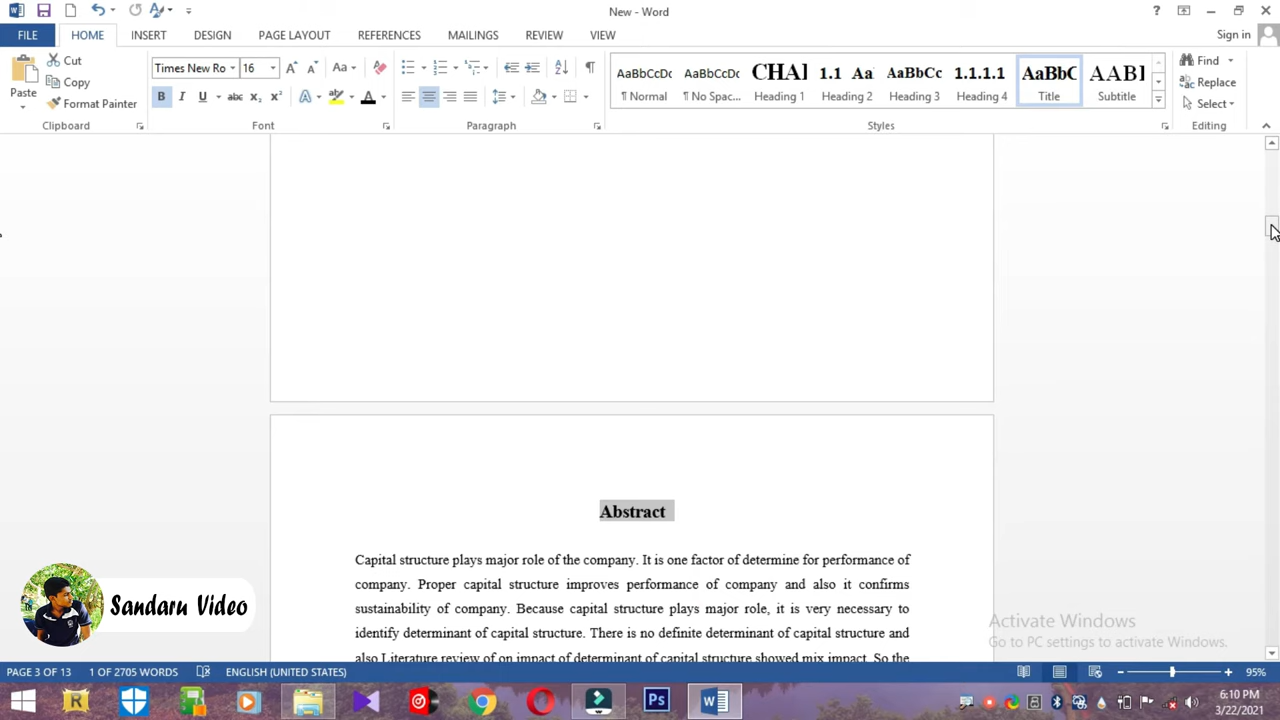 New - Word
FILE HOME INSERT DESIGN PAGE LAYOUT REFERENCES MAILINGS REVIEW VIEW Sign in
Paste
Cut
Copy
Format Painter
Clipboard
Times New Ro 16
Font
Paragraph
AaBbCcDc AaBbCcDc CHAI 1.1 Aa AaBbCc 1.1.1.1 AaBbC AABI
¶ Normal ¶ No Spac... Heading 1 Heading 2 Heading 3 Heading 4 Title Subtitle
Styles
Find
Replace
Select
Editing
Abstract
Capital structure plays major role of the company. It is one factor of determine for performance of
company. Proper capital structure improves performance of company and also it confirms
sustainability of company. Because capital structure plays major role, it is very necessary to
identify determinant of capital structure. There is no definite determinant of capital structure and
also Literature review of on impact of determinant of capital structure showed mix impact. So the
Sandaru Video
Activate Windows
Go to PC settings to activate Windows.
PAGE 3 OF 13 1 OF 2705 WORDS ENGLISH (UNITED STATES) 95%
6:10 PM
3/22/2021